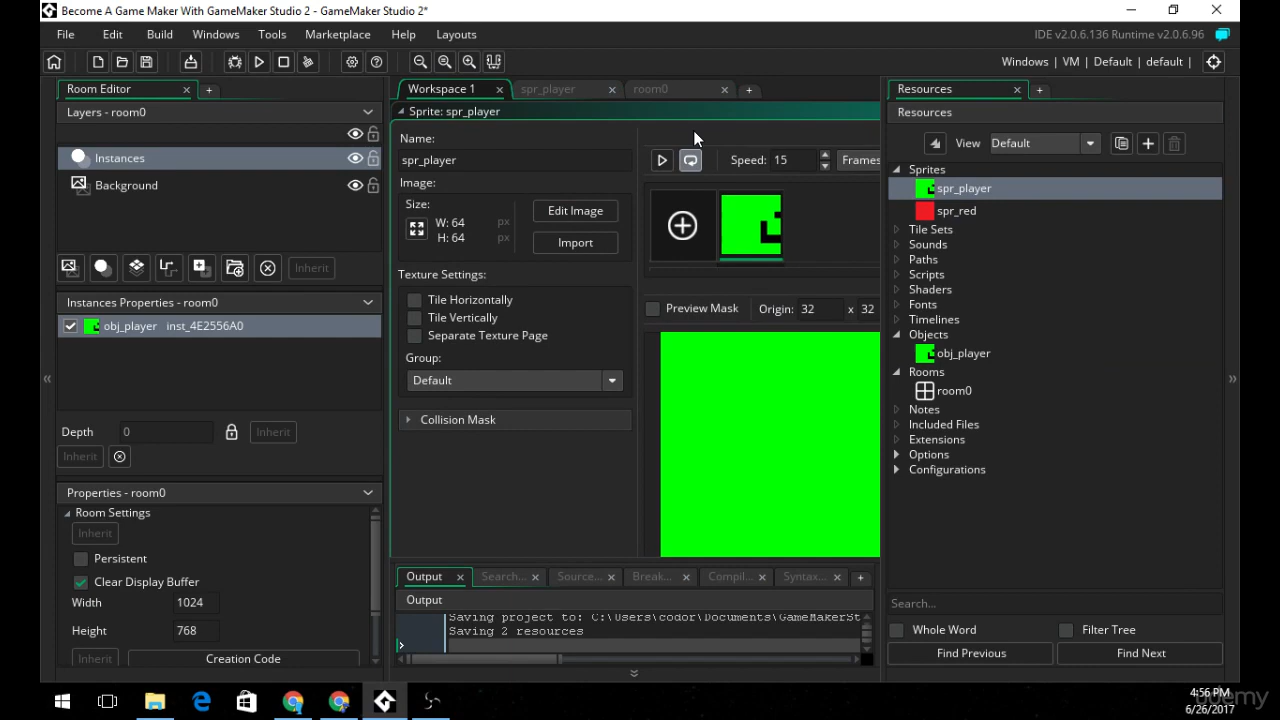 Become A Game Maker With GameMaker Studio 2 - GameMaker Studio 2*
File Edit Build Windows Tools Marketplace Help Layouts
IDE v2.0.6.136 Runtime v2.0.6.96
Windows | VM | Default | default |
Room Editor
Layers - room0
Instances
Background
Inherit
Instances Properties - room0
obj_player inst_4E2556A0
Depth 0 Inherit
Inherit
Properties - room0
Room Settings
Inherit
Persistent
Clear Display Buffer
Width 1024
Height 768
Inherit Creation Code
Workspace 1 spr_player room0
Sprite: spr_player
Name:
spr_player
Image:
Size:
W: 64 px
H: 64 px
Edit Image
Import
Texture Settings:
Tile Horizontally
Tile Vertically
Separate Texture Page
Group:
Default
Collision Mask
Speed: 15 Frames
Preview Mask Origin: 32 x 32
Output Search... Source... Break... Compil... Syntax...
Output
Saving project to: C:\Users\codor\Documents\GameMakerSt
Saving 2 resources
Resources
Resources
View Default
Sprites
spr_player
spr_red
Tile Sets
Sounds
Paths
Scripts
Shaders
Fonts
Timelines
Objects
obj_player
Rooms
room0
Notes
Included Files
Extensions
Options
Configurations
Search...
Whole Word Filter Tree
Find Previous Find Next
4:56 PM
6/26/2017
udemy